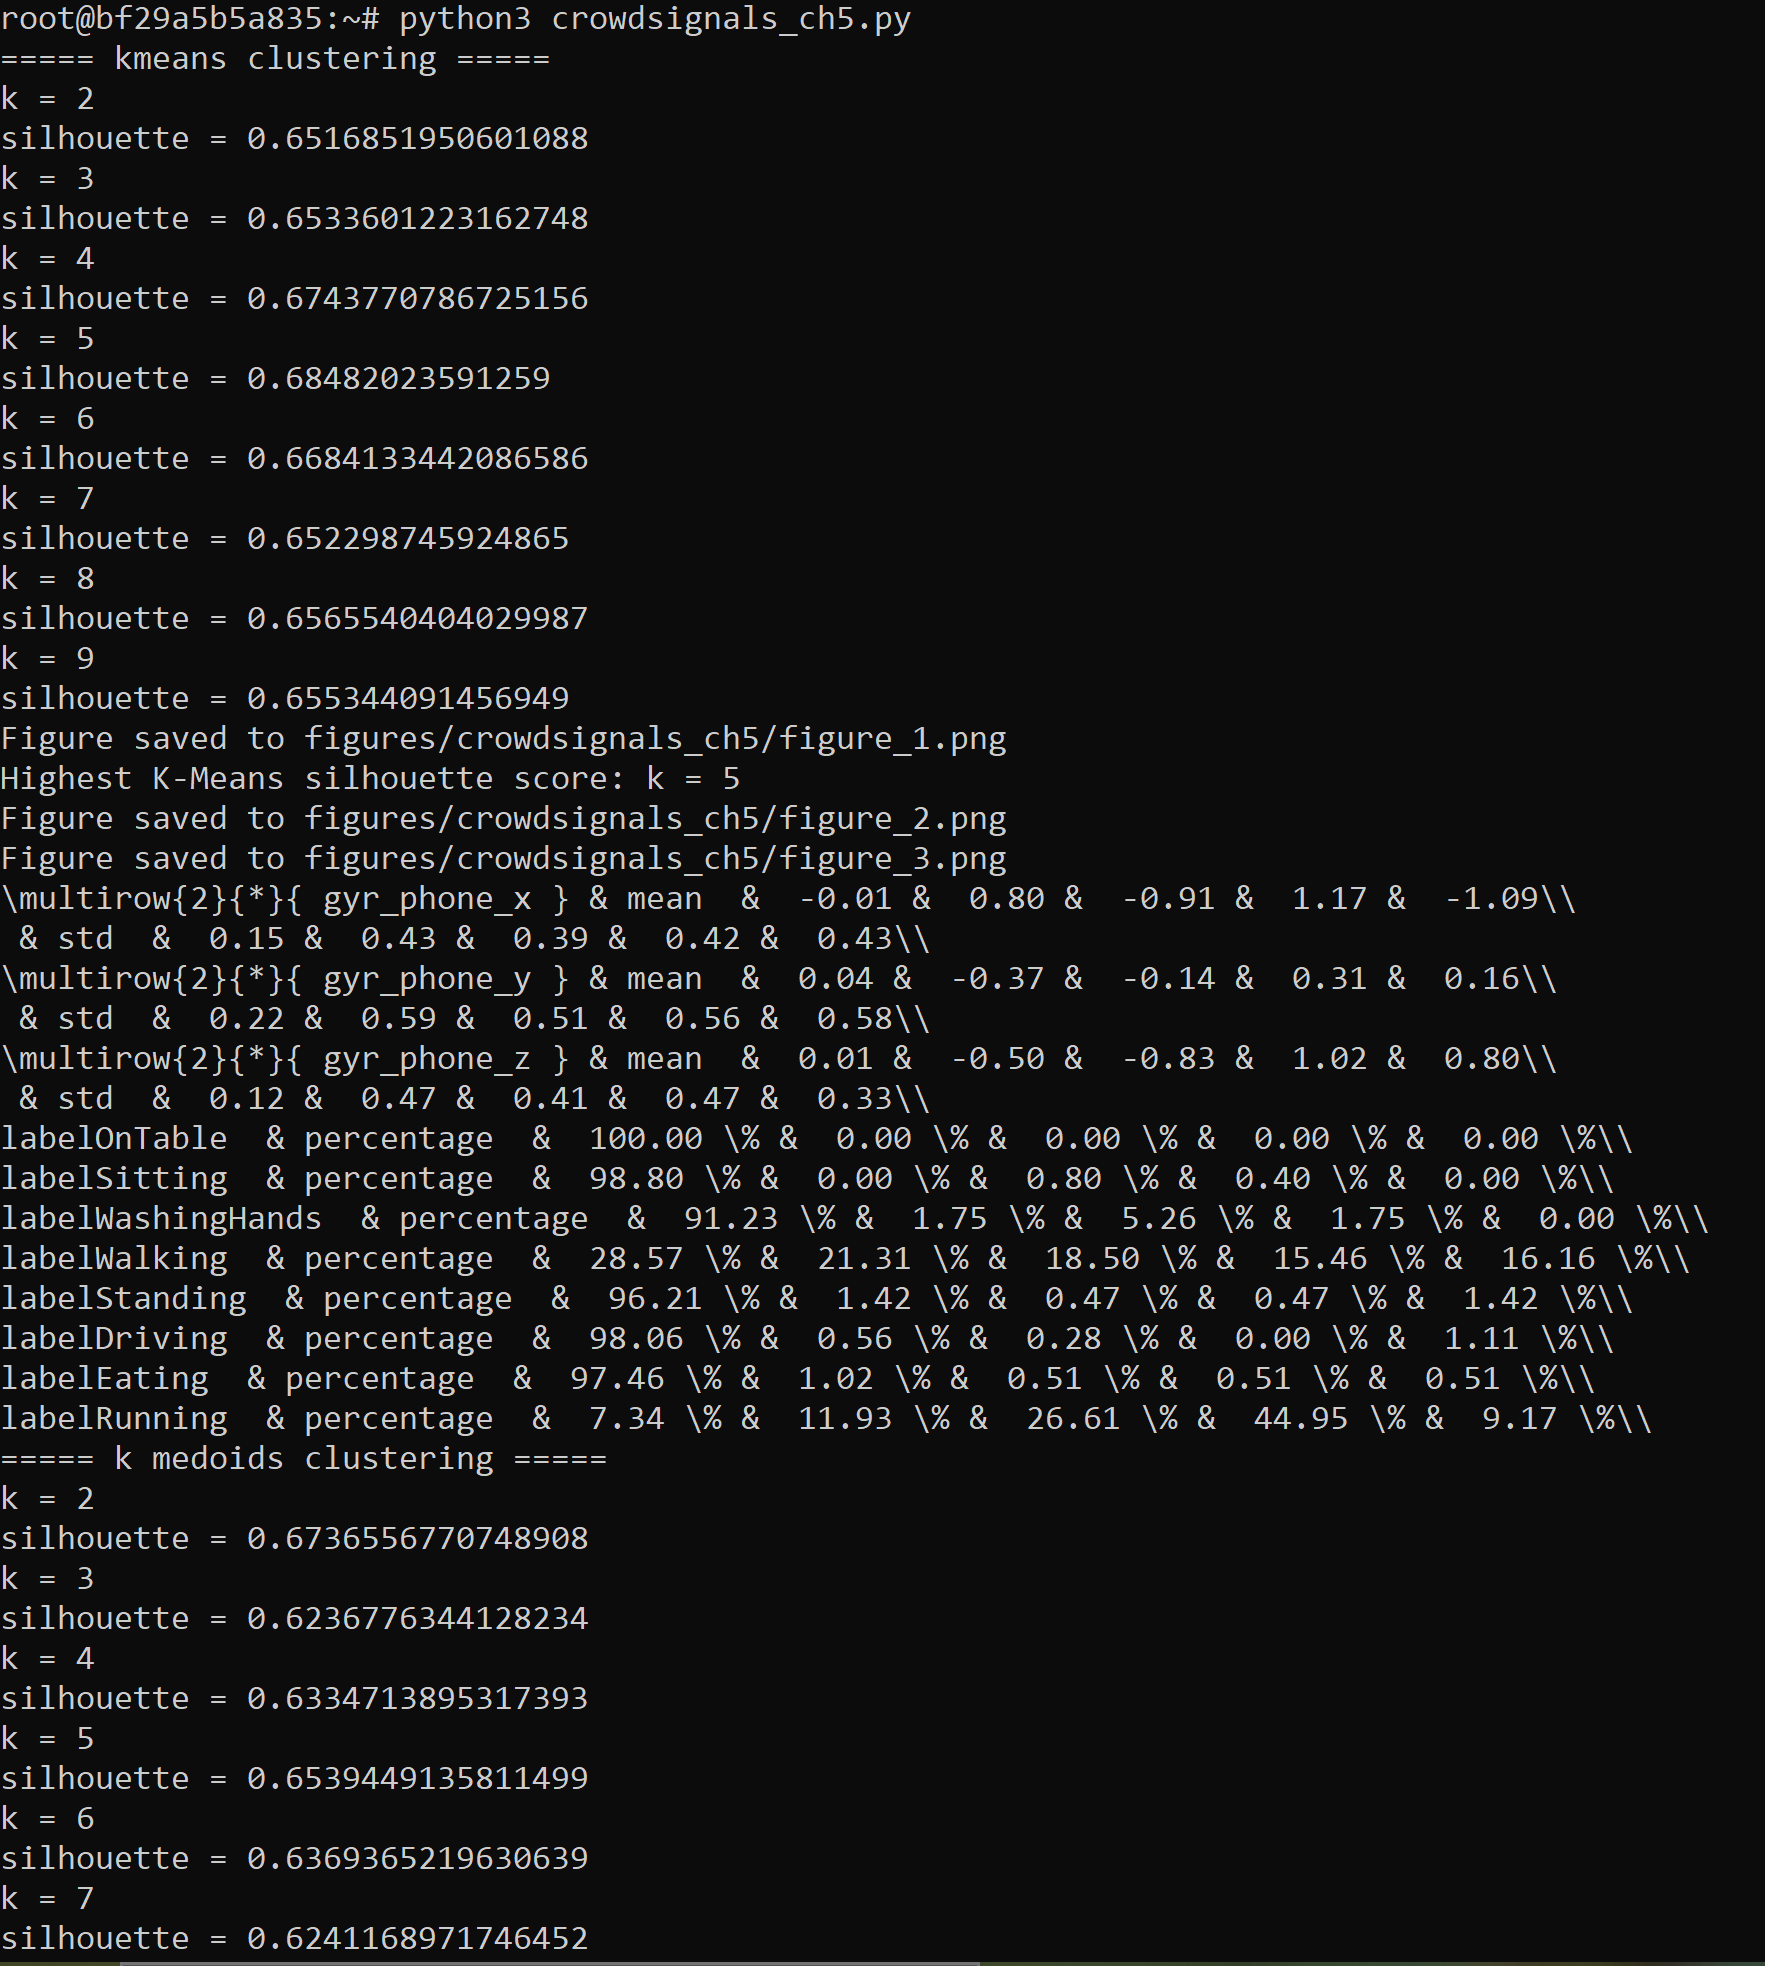 root@bf29a5b5a835:~# python3 crowdsignals_ch5.py
===== kmeans clustering =====
k = 2
silhouette = 0.6516851950601088
k = 3
silhouette = 0.6533601223162748
k = 4
silhouette = 0.6743770786725156
k = 5
silhouette = 0.68482023591259
k = 6
silhouette = 0.6684133442086586
k = 7
silhouette = 0.652298745924865
k = 8
silhouette = 0.6565540404029987
k = 9
silhouette = 0.655344091456949
Figure saved to figures/crowdsignals_ch5/figure_1.png
Highest K-Means silhouette score: k = 5
Figure saved to figures/crowdsignals_ch5/figure_2.png
Figure saved to figures/crowdsignals_ch5/figure_3.png
\multirow{2}{*}{ gyr_phone_x } & mean  &  -0.01 &  0.80 &  -0.91 &  1.17 &  -1.09\\
 & std  &  0.15 &  0.43 &  0.39 &  0.42 &  0.43\\
\multirow{2}{*}{ gyr_phone_y } & mean  &  0.04 &  -0.37 &  -0.14 &  0.31 &  0.16\\
 & std  &  0.22 &  0.59 &  0.51 &  0.56 &  0.58\\
\multirow{2}{*}{ gyr_phone_z } & mean  &  0.01 &  -0.50 &  -0.83 &  1.02 &  0.80\\
 & std  &  0.12 &  0.47 &  0.41 &  0.47 &  0.33\\
labelOnTable  & percentage  &  100.00 \% &  0.00 \% &  0.00 \% &  0.00 \% &  0.00 \%\\
labelSitting  & percentage  &  98.80 \% &  0.00 \% &  0.80 \% &  0.40 \% &  0.00 \%\\
labelWashingHands  & percentage  &  91.23 \% &  1.75 \% &  5.26 \% &  1.75 \% &  0.00 \%\\
labelWalking  & percentage  &  28.57 \% &  21.31 \% &  18.50 \% &  15.46 \% &  16.16 \%\\
labelStanding  & percentage  &  96.21 \% &  1.42 \% &  0.47 \% &  0.47 \% &  1.42 \%\\
labelDriving  & percentage  &  98.06 \% &  0.56 \% &  0.28 \% &  0.00 \% &  1.11 \%\\
labelEating  & percentage  &  97.46 \% &  1.02 \% &  0.51 \% &  0.51 \% &  0.51 \%\\
labelRunning  & percentage  &  7.34 \% &  11.93 \% &  26.61 \% &  44.95 \% &  9.17 \%\\
===== k medoids clustering =====
k = 2
silhouette = 0.6736556770748908
k = 3
silhouette = 0.6236776344128234
k = 4
silhouette = 0.6334713895317393
k = 5
silhouette = 0.6539449135811499
k = 6
silhouette = 0.6369365219630639
k = 7
silhouette = 0.6241168971746452